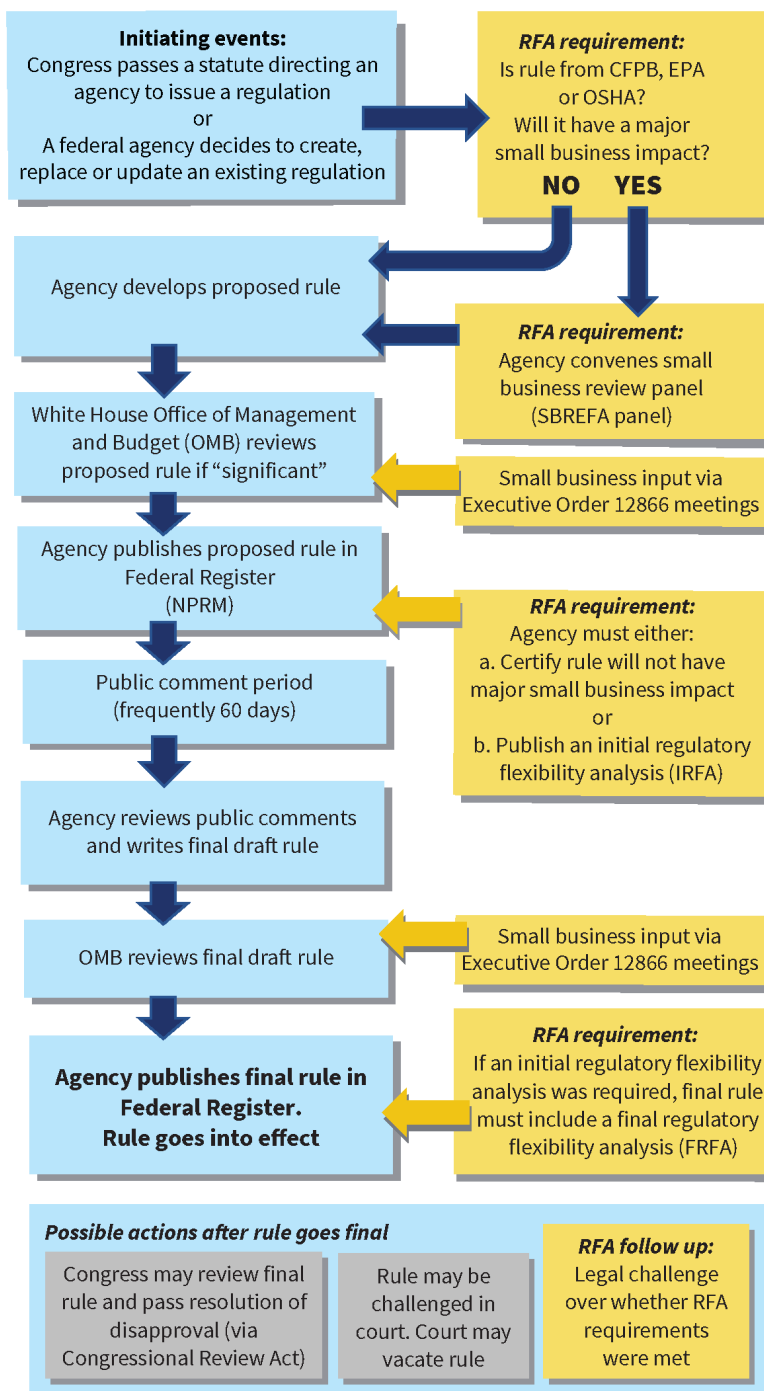 Initiating events:
Congress passes a statute directing an
agency to issue a regulation
or
A federal agency decides to create,
replace or update an existing regulation
RFA requirement:
Is rule from CFPB, EPA
or OSHA?
Will it have a major
small business impact?
NO YES
Agency develops proposed rule
RFA requirement:
Agency convenes small
business review panel
(SBREFA panel)
White House Office of Management
and Budget (OMB) reviews
proposed rule if “significant”
Small business input via
Executive Order 12866 meetings
Agency publishes proposed rule in
Federal Register
(NPRM)
RFA requirement:
Agency must either:
a. Certify rule will not have
major small business impact
or
b. Publish an initial regulatory
flexibility analysis (IRFA)
Public comment period
(frequently 60 days)
Agency reviews public comments
and writes final draft rule
OMB reviews final draft rule
Small business input via
Executive Order 12866 meetings
Agency publishes final rule in
Federal Register.
Rule goes into effect
RFA requirement:
If an initial regulatory flexibility
analysis was required, final rule
must include a final regulatory
flexibility analysis (FRFA)
Possible actions after rule goes final
Congress may review final
rule and pass resolution of
disapproval (via
Congressional Review Act)
Rule may be
challenged in
court. Court may
vacate rule
RFA follow up:
Legal challenge
over whether RFA
requirements
were met